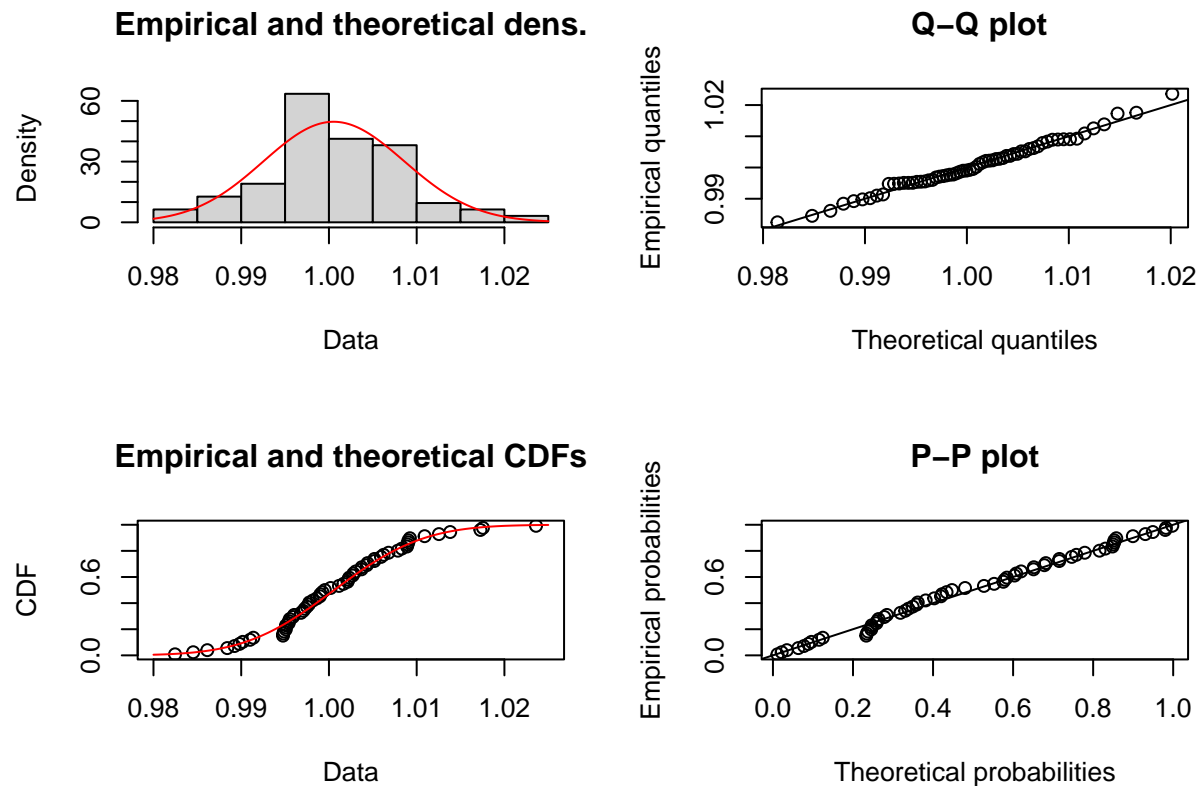 Empirical and theoretical dens.
Density
0 30 60
0.98 0.99 1.00 1.01 1.02
Data
Q−Q plot
Empirical quantiles
0.99 1.02
0.98 0.99 1.00 1.01 1.02
Theoretical quantiles
Empirical and theoretical CDFs
CDF
0.0 0.6
0.98 0.99 1.00 1.01 1.02
Data
P−P plot
Empirical probabilities
0.0 0.6
0.0 0.2 0.4 0.6 0.8 1.0
Theoretical probabilities